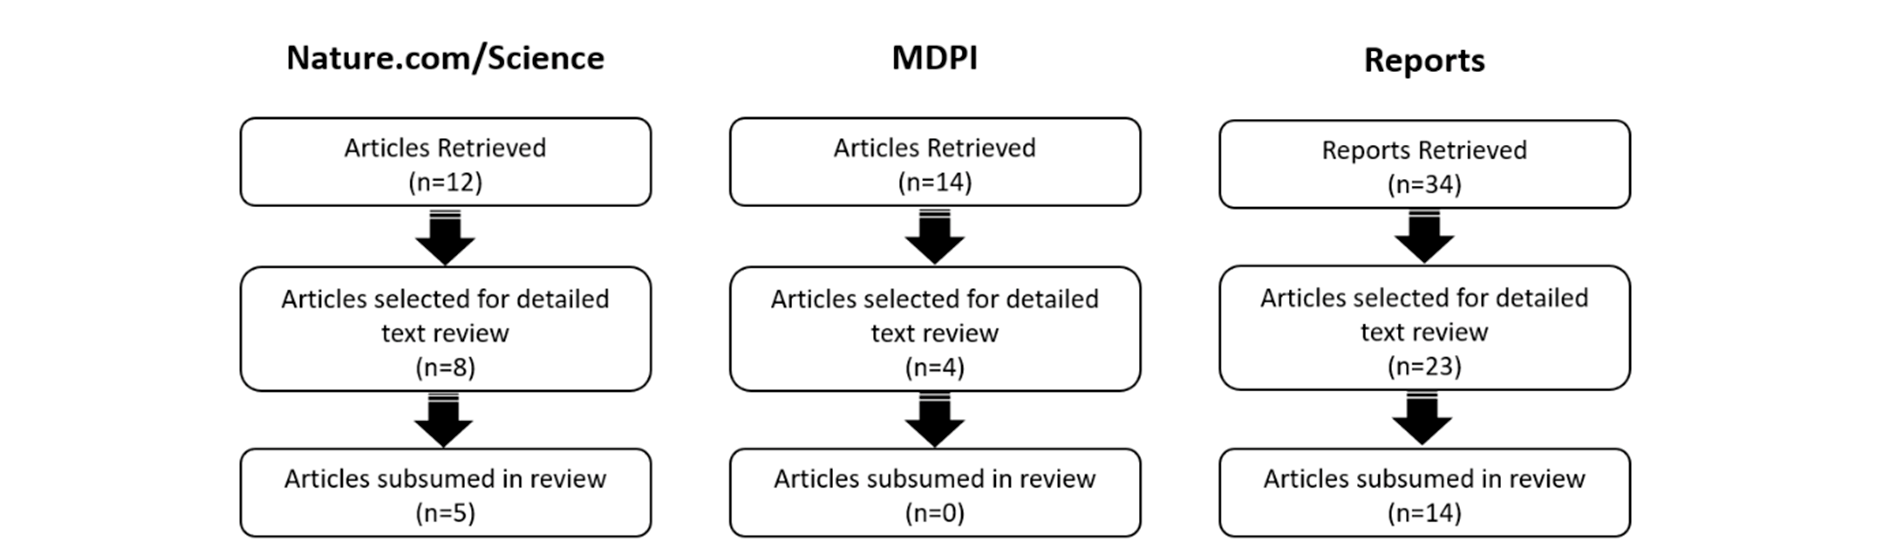 Nature.com/Science
Articles Retrieved
(n=12)
Articles selected for detailed
text review
(n=8)
Articles subsumed in review
(n=5)
MDPI
Articles Retrieved
(n=14)
Articles selected for detailed
text review
(n=4)
Articles subsumed in review
(n=0)
Reports
Reports Retrieved
(n=34)
Articles selected for detailed
text review
(n=23)
Articles subsumed in review
(n=14)